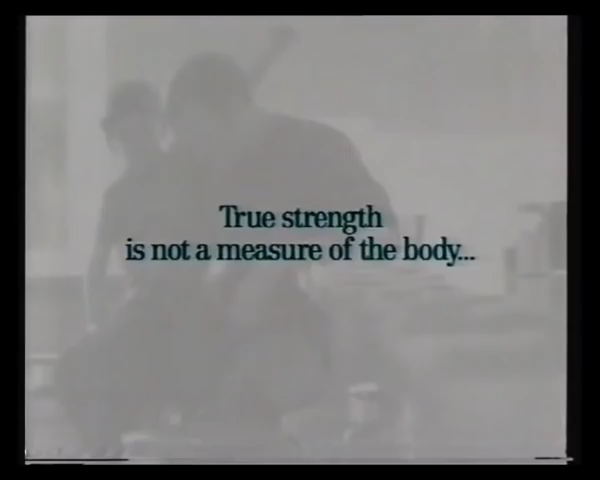 True strength
is not a measure of the body...